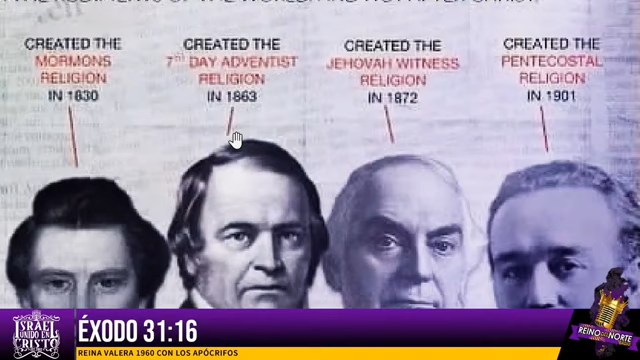 CREATED THE
MORMONS
RELIGION
IN 1830
CREATED THE
7TH DAY ADVENTIST
RELIGION
IN 1863
CREATED THE
JEHOVAH WITNESS
RELIGION
IN 1872
CREATED THE
PENTECOSTAL
RELIGION
IN 1901
ISRAEL
UNIDO EN
CRISTO
ÉXODO 31:16
REINA VALERA 1960 CON LOS APÓCRIFOS
REINO DEL NORTE